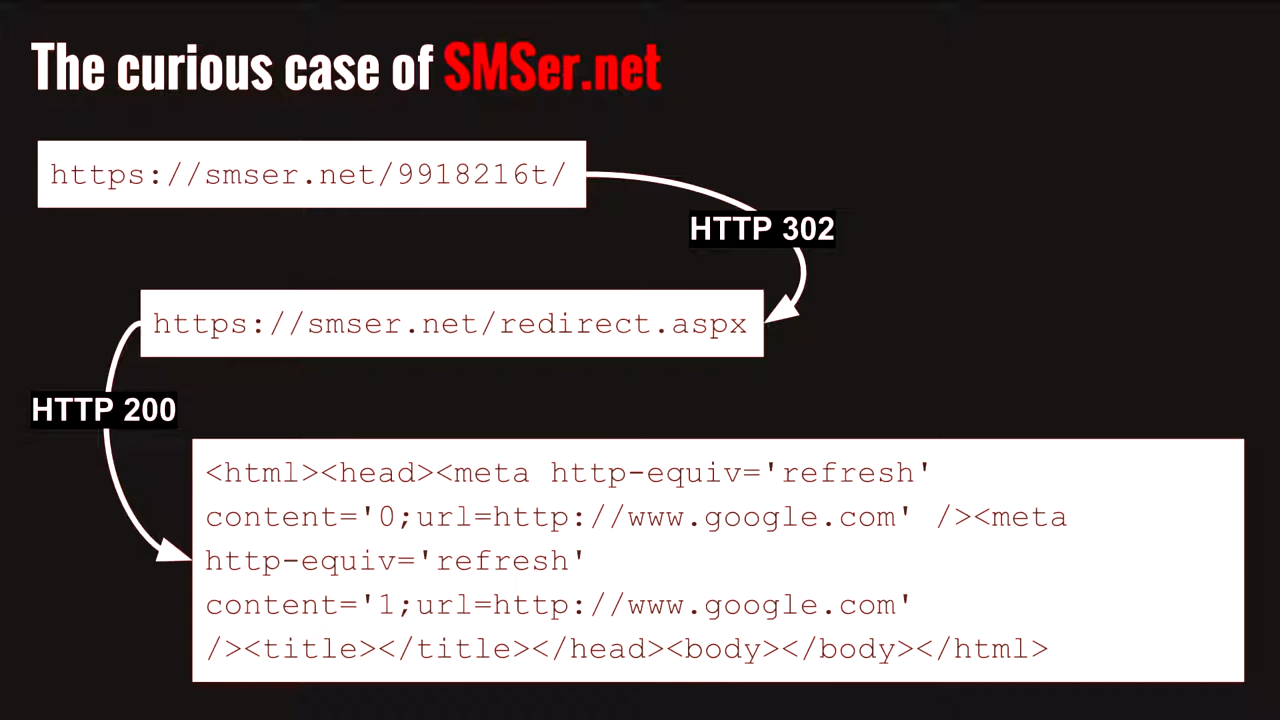 The curious case of SMSer.net
https://smser.net/9918216t/
HTTP 302
https://smser.net/redirect.aspx
HTTP 200
<html><head><meta http-equiv='refresh'
content='0;url=http://www.google.com' /><meta
http-equiv='refresh'
content='1;url=http://www.google.com'
/><title></title></head><body></body></html>